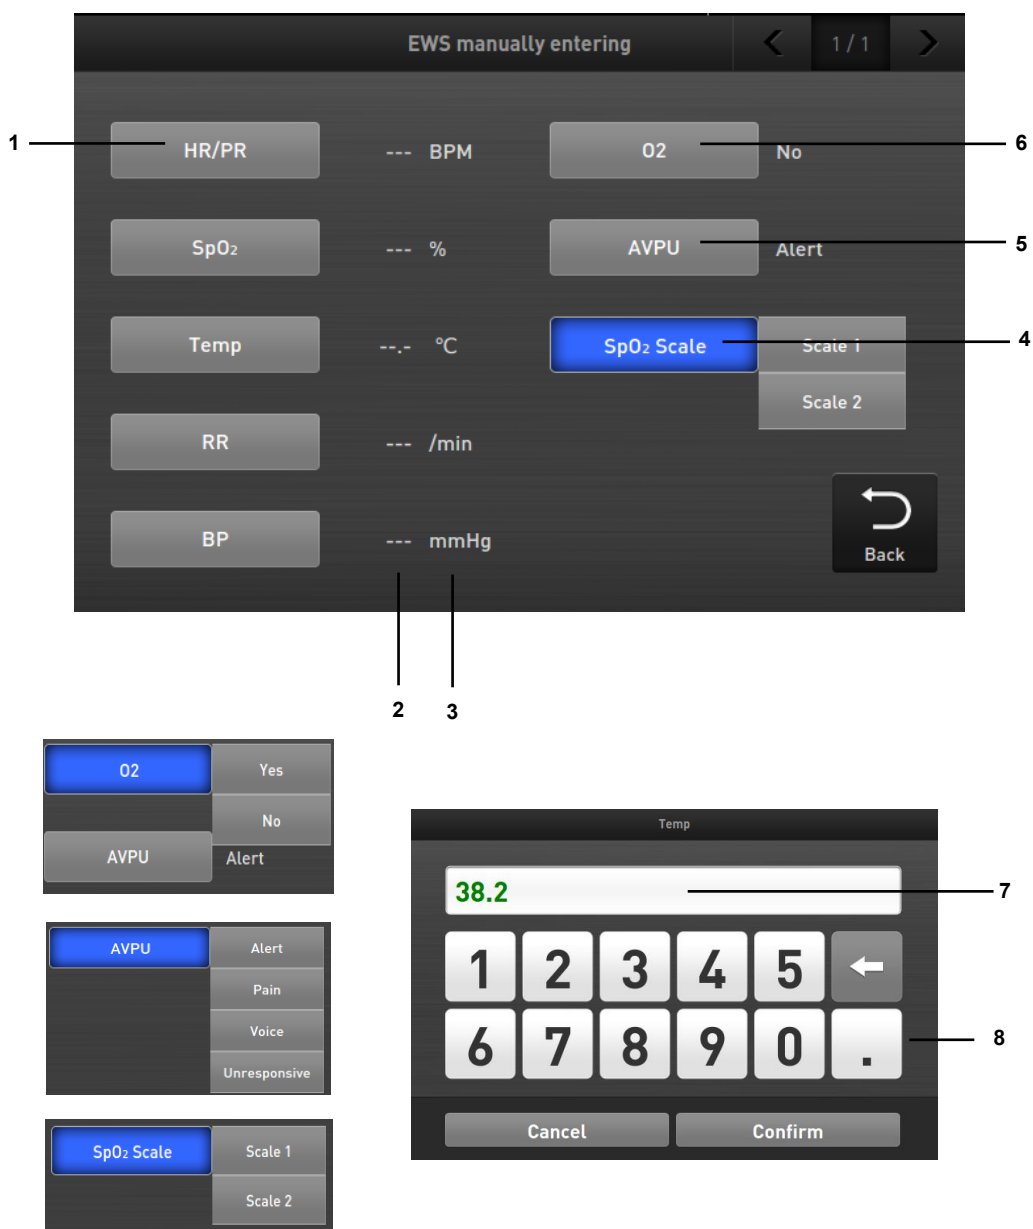 EWS manually entering
1 / 1
1
HR/PR
--- BPM
O2
No
6
SpO2
--- %
AVPU
Alert
5
Temp
--.- °C
SpO2 Scale
Scale 1
4
Scale 2
RR
--- /min
BP
--- mmHg
Back
2
3
O2
Yes
No
AVPU
Alert
AVPU
Alert
Pain
Voice
Unresponsive
SpO2 Scale
Scale 1
Scale 2
Temp
38.2
7
1 2 3 4 5
6 7 8 9 0 .
8
Cancel
Confirm